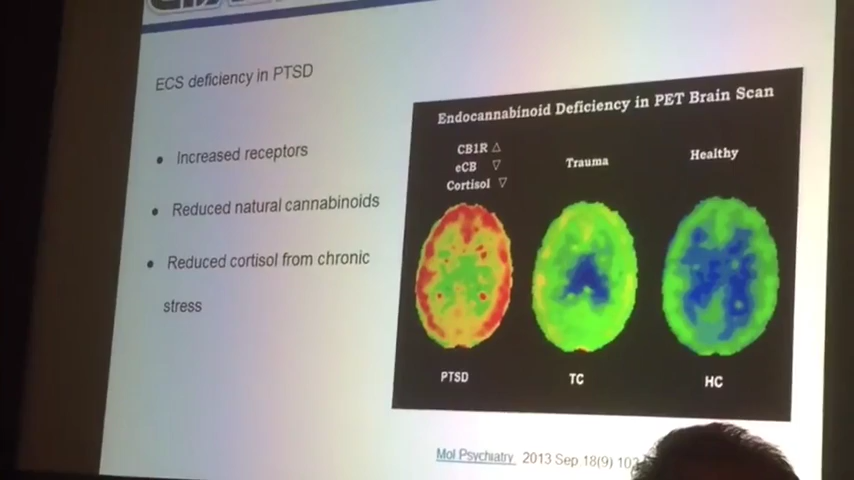 ECS deficiency in PTSD
• Increased receptors
• Reduced natural cannabinoids
• Reduced cortisol from chronic
stress
Endocannabinoid Deficiency in PET Brain Scan
CB1R △
eCB ▽
Cortisol ▽
Trauma
Healthy
PTSD
TC
HC
Mol Psychiatry 2013 Sep 18(9)